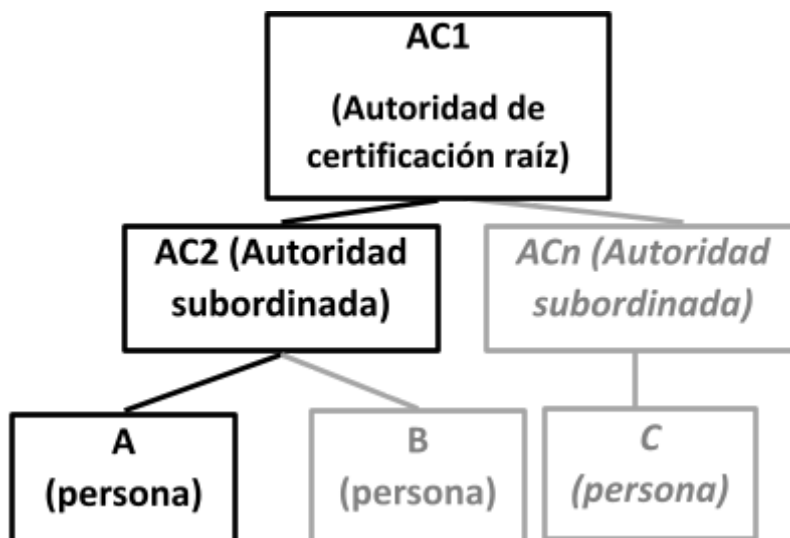 AC1
(Autoridad de
certificación raíz)
AC2 (Autoridad
subordinada)
ACn (Autoridad
subordinada)
A
(persona)
B
(persona)
C
(persona)